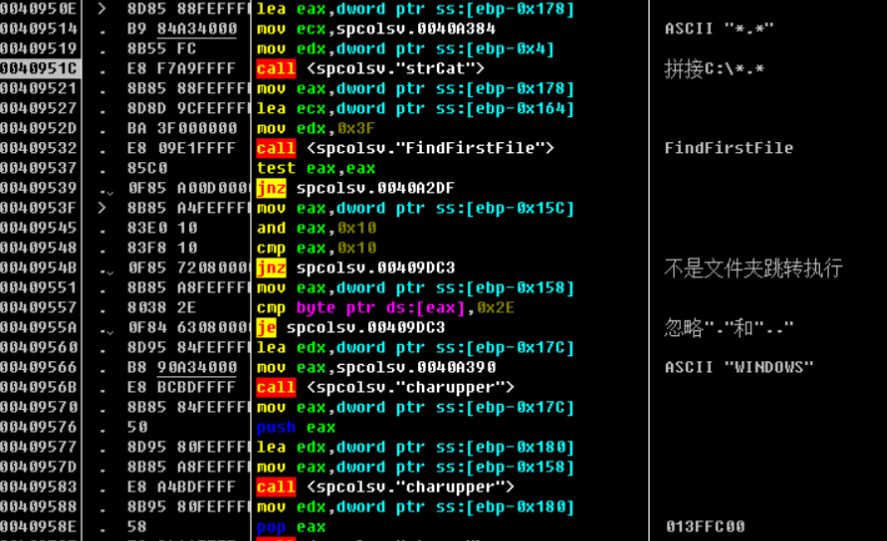 0040950E > 8D85 88FEFFFF lea eax,dword ptr ss:[ebp-0x178]
00409514 . B9 84A34000 mov ecx,spcolsv.0040A384 ASCII "*.*"
00409519 . 8B55 FC mov edx,dword ptr ss:[ebp-0x4]
0040951C . E8 F7A9FFFF call <spcolsv."strCat"> 拼接C:\*.*
00409521 . 8B85 88FEFFFF mov eax,dword ptr ss:[ebp-0x178]
00409527 . 8D8D 9CFEFFFF lea ecx,dword ptr ss:[ebp-0x164]
0040952D . BA 3F000000 mov edx,0x3F
00409532 . E8 09E1FFFF call <spcolsv."FindFirstFile"> FindFirstFile
00409537 . 85C0 test eax,eax
00409539 . 0F85 A00D000 jnz spcolsv.0040A2DF
0040953F > 8B85 A4FEFFFF mov eax,dword ptr ss:[ebp-0x15C]
00409545 . 83E0 10 and eax,0x10
00409548 . 83F8 10 cmp eax,0x10
0040954B . 0F85 7208000 jnz spcolsv.00409DC3 不是文件夹跳转执行
00409551 . 8B85 A8FEFFFF mov eax,dword ptr ss:[ebp-0x158]
00409557 . 8038 2E cmp byte ptr ds:[eax],0x2E
0040955A . 0F84 6308000 je spcolsv.00409DC3 忽略"."和".."
00409560 . 8D95 84FEFFFF lea edx,dword ptr ss:[ebp-0x17C]
00409566 . B8 90A34000 mov eax,spcolsv.0040A390 ASCII "WINDOWS"
0040956B . E8 BCBDFFFF call <spcolsv."charupper">
00409570 . 8B85 84FEFFFF mov eax,dword ptr ss:[ebp-0x17C]
00409576 . 50 push eax
00409577 . 8D95 80FEFFFF lea edx,dword ptr ss:[ebp-0x180]
0040957D . 8B85 A8FEFFFF mov eax,dword ptr ss:[ebp-0x158]
00409583 . E8 A4BDFFFF call <spcolsv."charupper">
00409588 . 8B95 80FEFFFF mov edx,dword ptr ss:[ebp-0x180]
0040958E . 58 pop eax 013FFC00